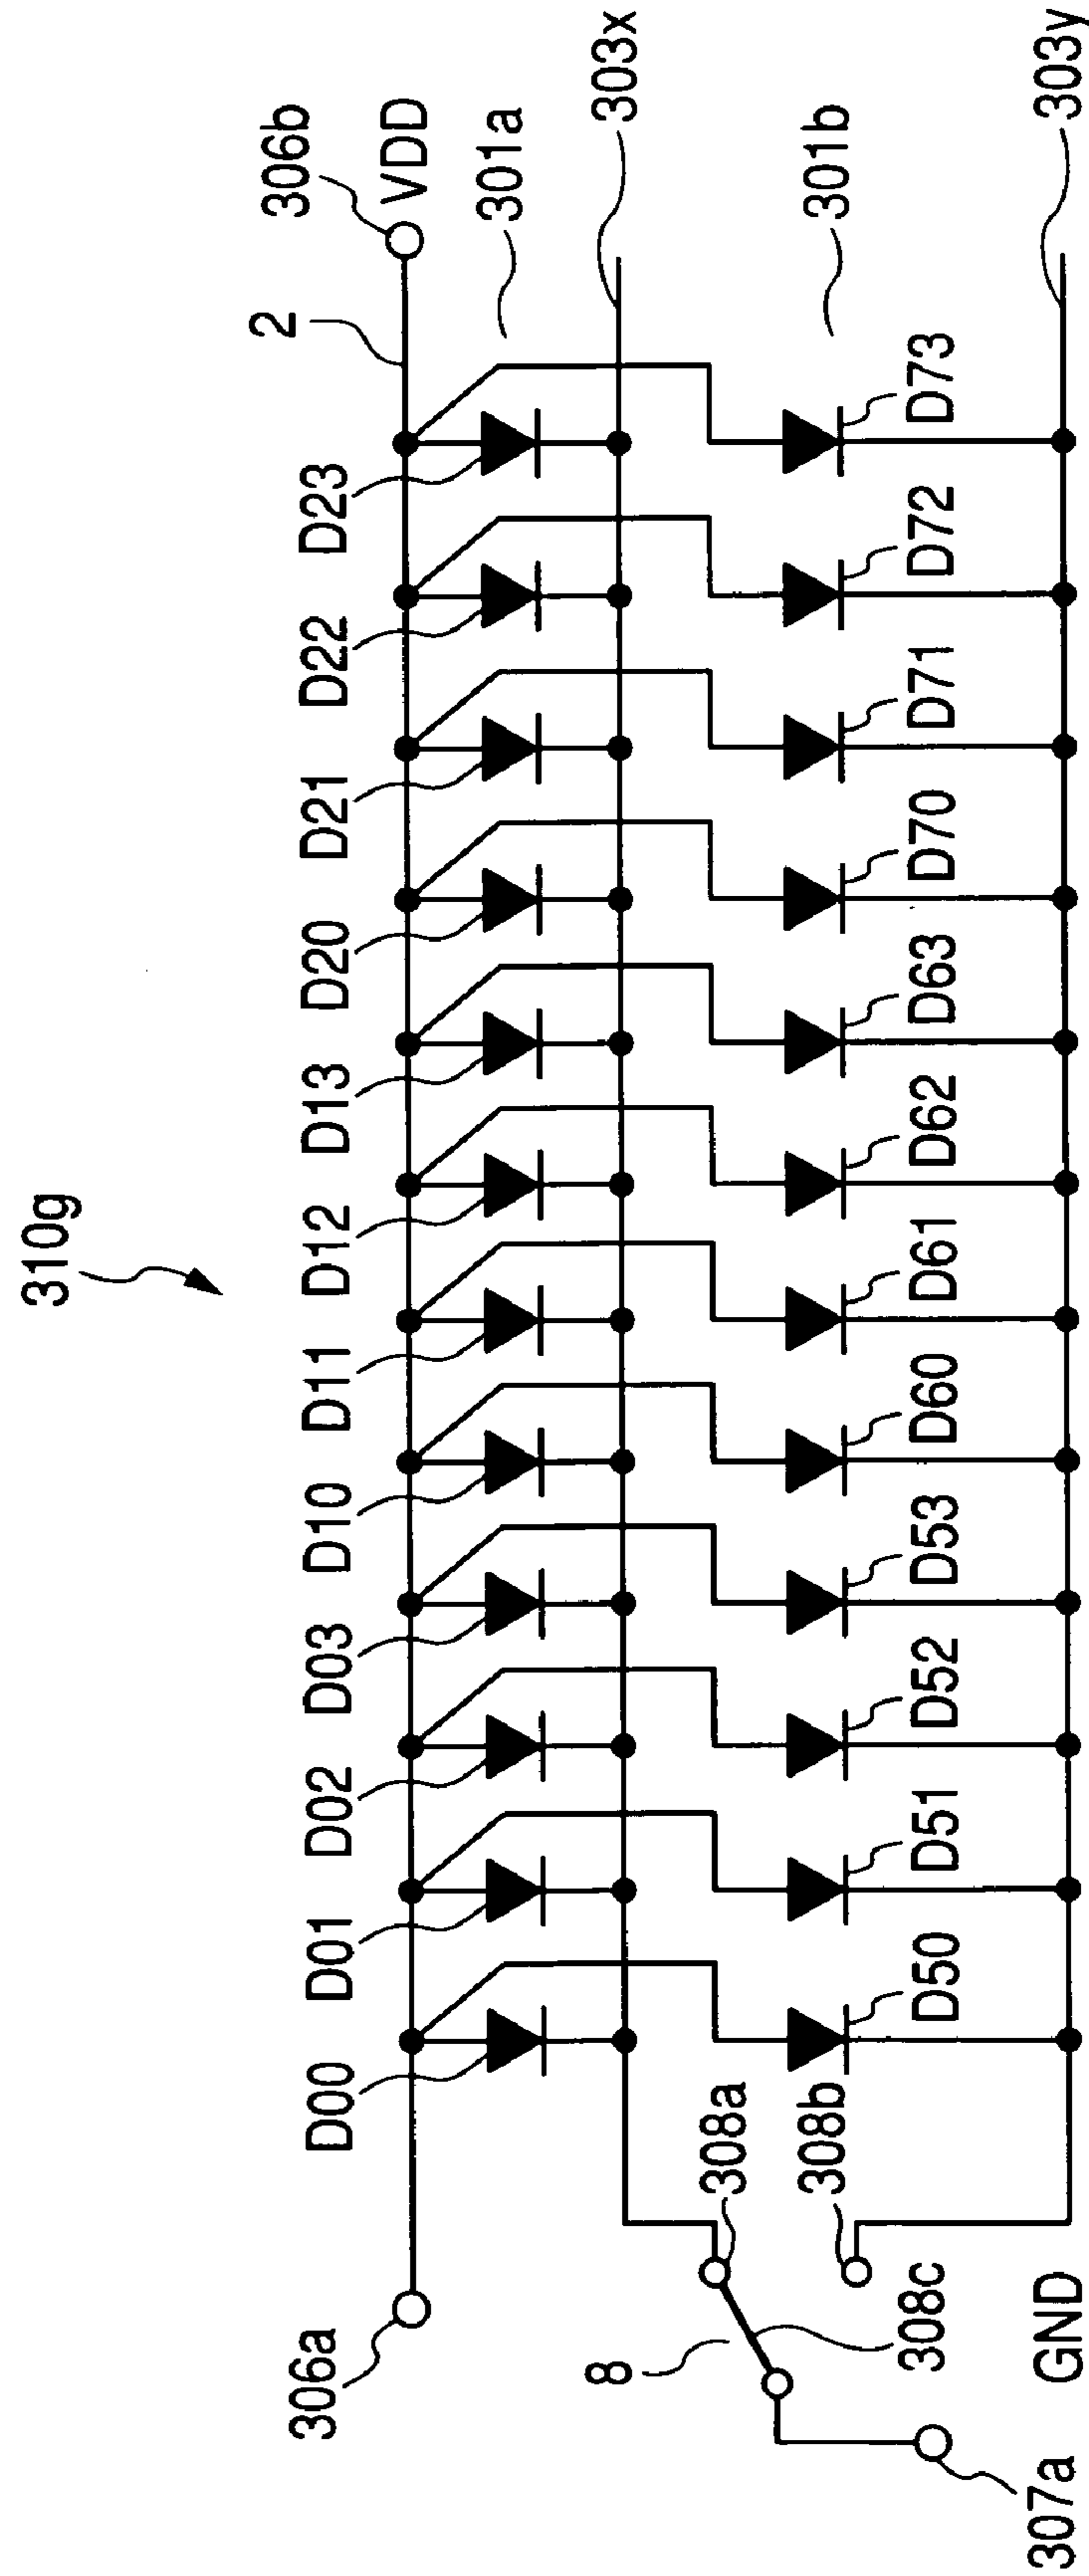 310g
306b
VDD
2
301a
303x
301b
303y
D00
D01
D02
D03
D10
D11
D12
D13
D20
D21
D22
D23
D50
D51
D52
D53
D60
D61
D62
D63
D70
D71
D72
D73
306a
8
308a
308b
308c
307a
GND